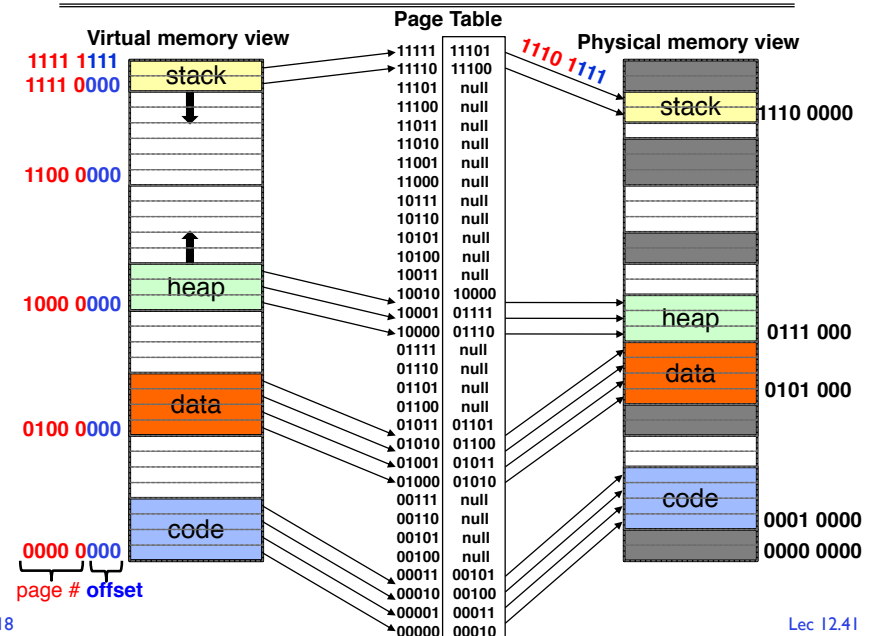 Page Table
Virtual memory view
Physical memory view
1111 1111
1111 0000
1100 0000
1000 0000
0100 0000
0000 0000
page # offset
stack
heap
data
code
11111 11101
11110 11100
11101 null
11100 null
11011 null
11010 null
11001 null
11000 null
10111 null
10110 null
10101 null
10100 null
10011 null
10010 10000
10001 01111
10000 01110
01111 null
01110 null
01101 null
01100 null
01011 01101
01010 01100
01001 01011
01000 01010
00111 null
00110 null
00101 null
00100 null
00011 00101
00010 00100
00001 00011
00000 00010
1110 1111
stack
1110 0000
heap
0111 000
data
0101 000
code
0001 0000
0000 0000
18
Lec 12.41